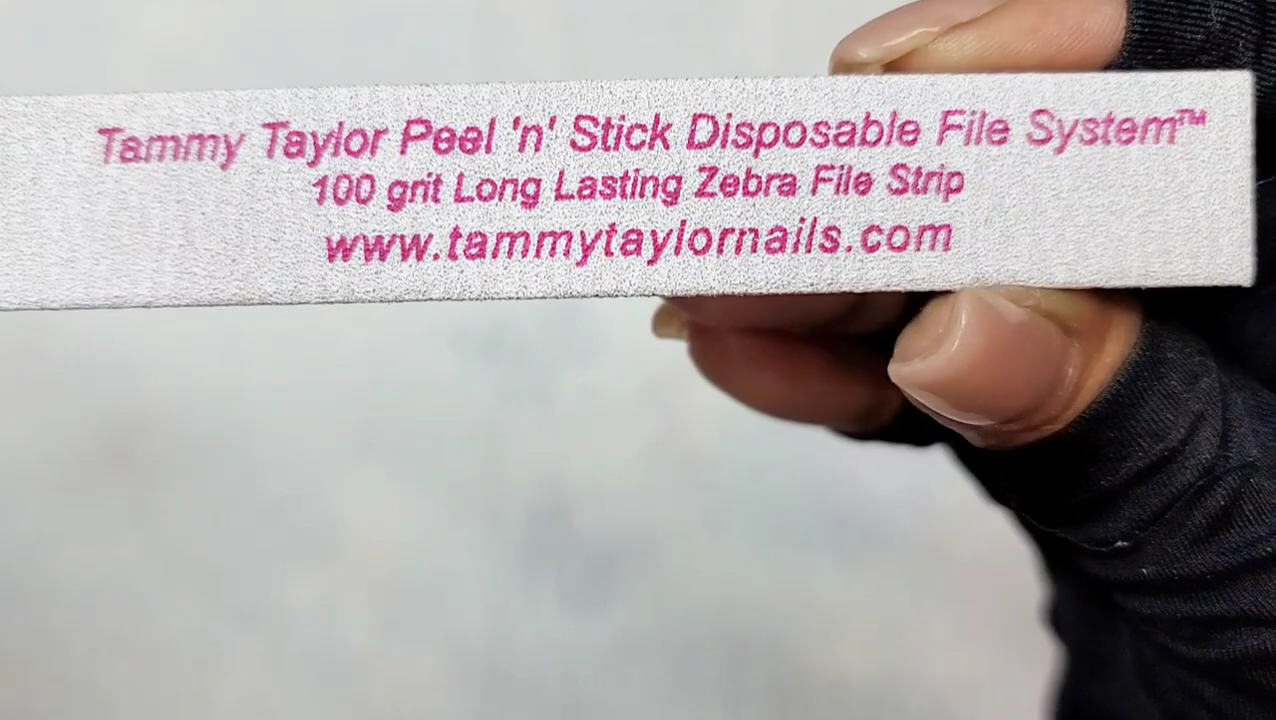 Tammy Taylor Peel 'n' Stick Disposable File System™
100 grit Long Lasting Zebra File Strip
www.tammytaylornails.com